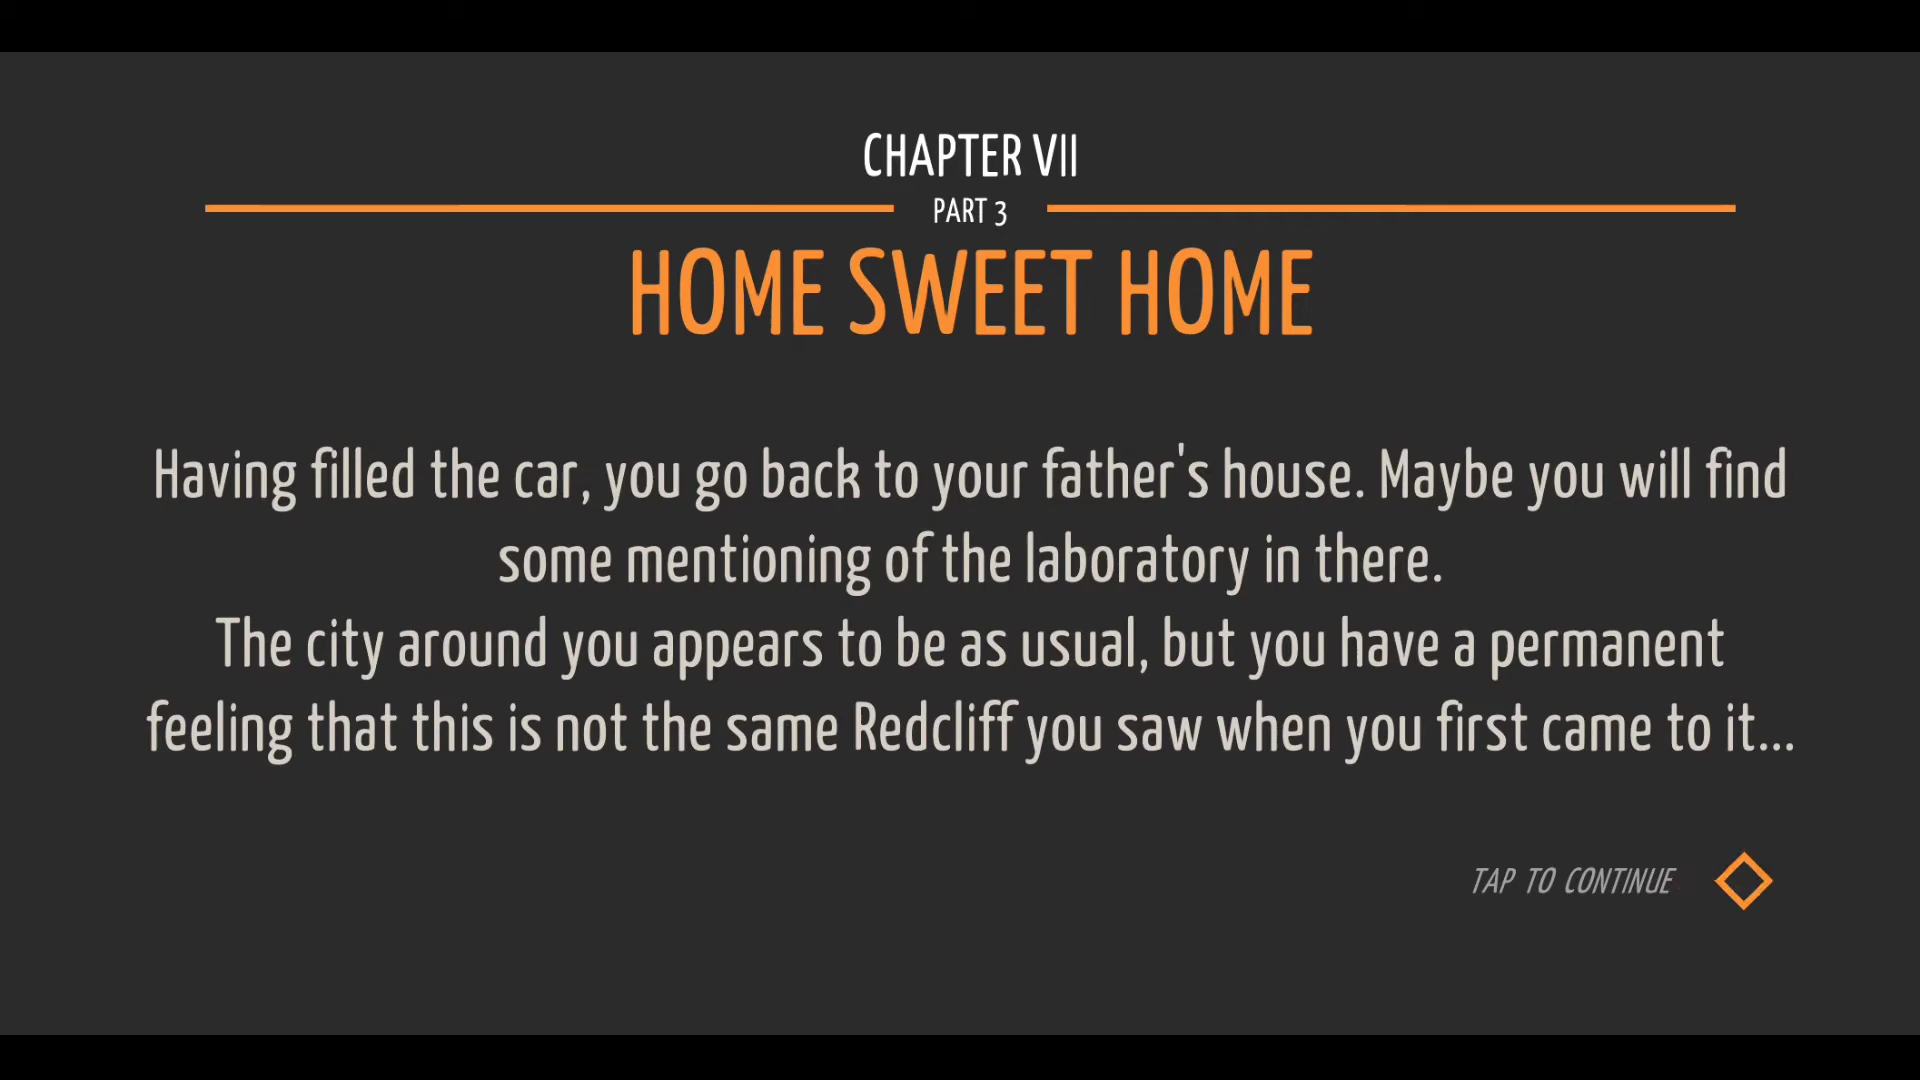 CHAPTER VII
PART 3
HOME SWEET HOME
Having filled the car, you go back to your father's house. Maybe you will find
some mentioning of the laboratory in there.
The city around you appears to be as usual, but you have a permanent
feeling that this is not the same Redcliff you saw when you first came to it...
TAP TO CONTINUE